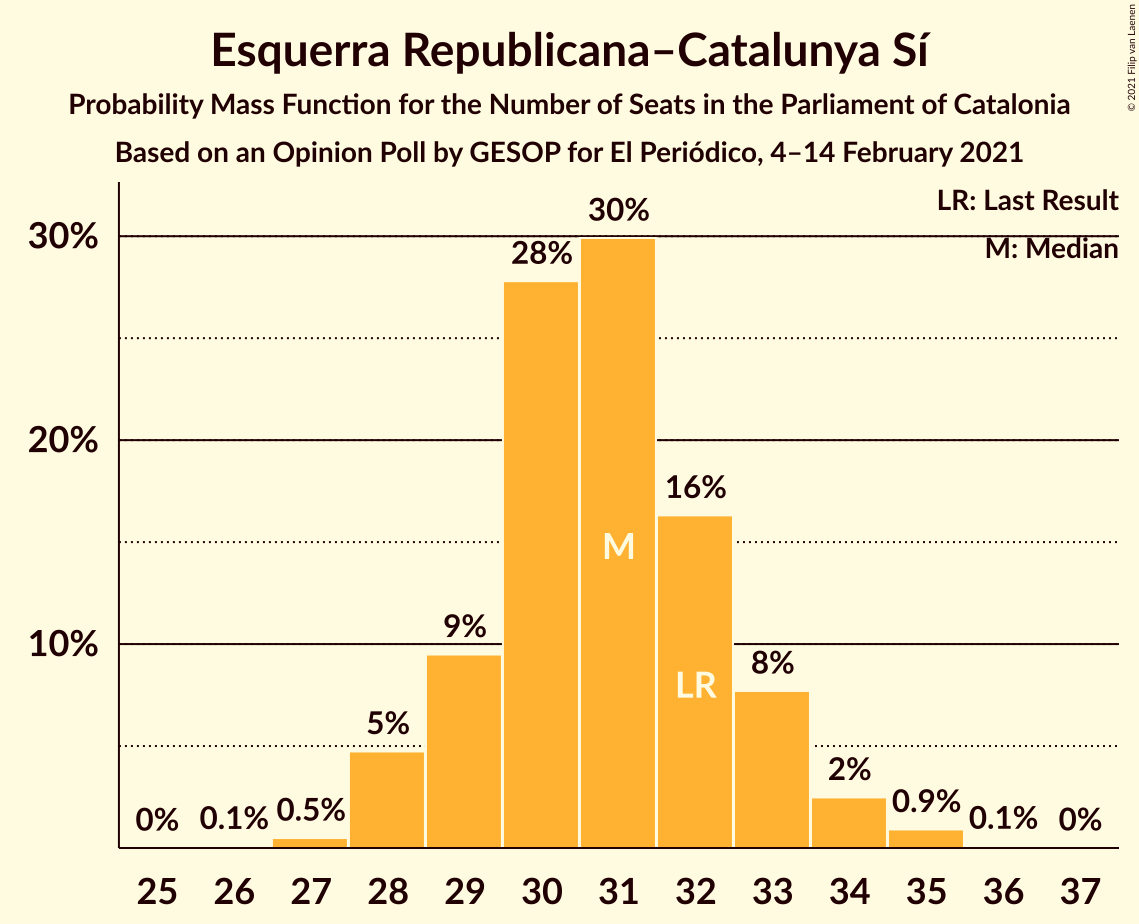 Esquerra Republicana–Catalunya Sí
Probability Mass Function for the Number of Seats in the Parliament of Catalonia
Based on an Opinion Poll by GESOP for El Periódico, 4–14 February 2021
© 2021 Filip van Laenen
LR: Last Result
M: Median
30%
20%
10%
0%
0.1%
0.5%
5%
9%
28%
30%
16%
8%
2%
0.9%
0.1%
0%
M
LR
25 26 27 28 29 30 31 32 33 34 35 36 37